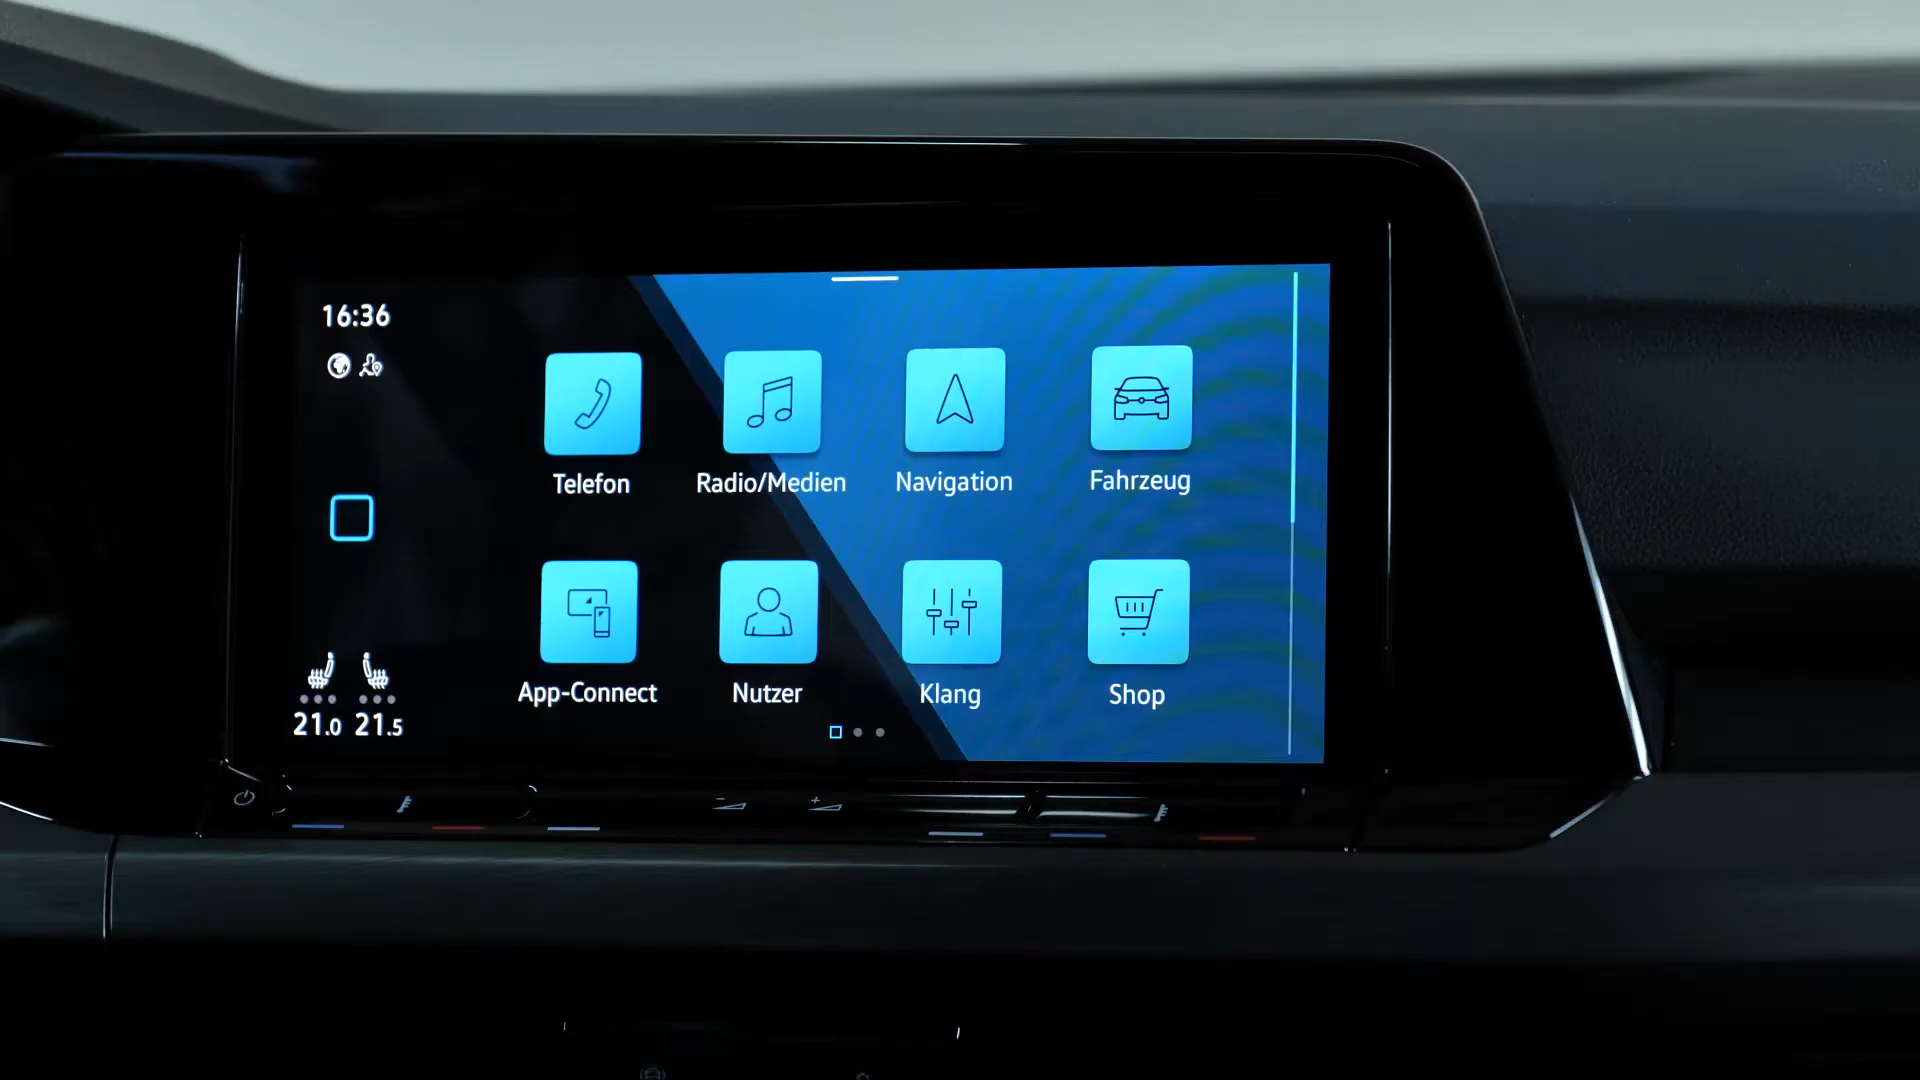 16:36
Telefon
Radio/Medien
Navigation
Fahrzeug
App-Connect
Nutzer
Klang
Shop
21.0 21.5